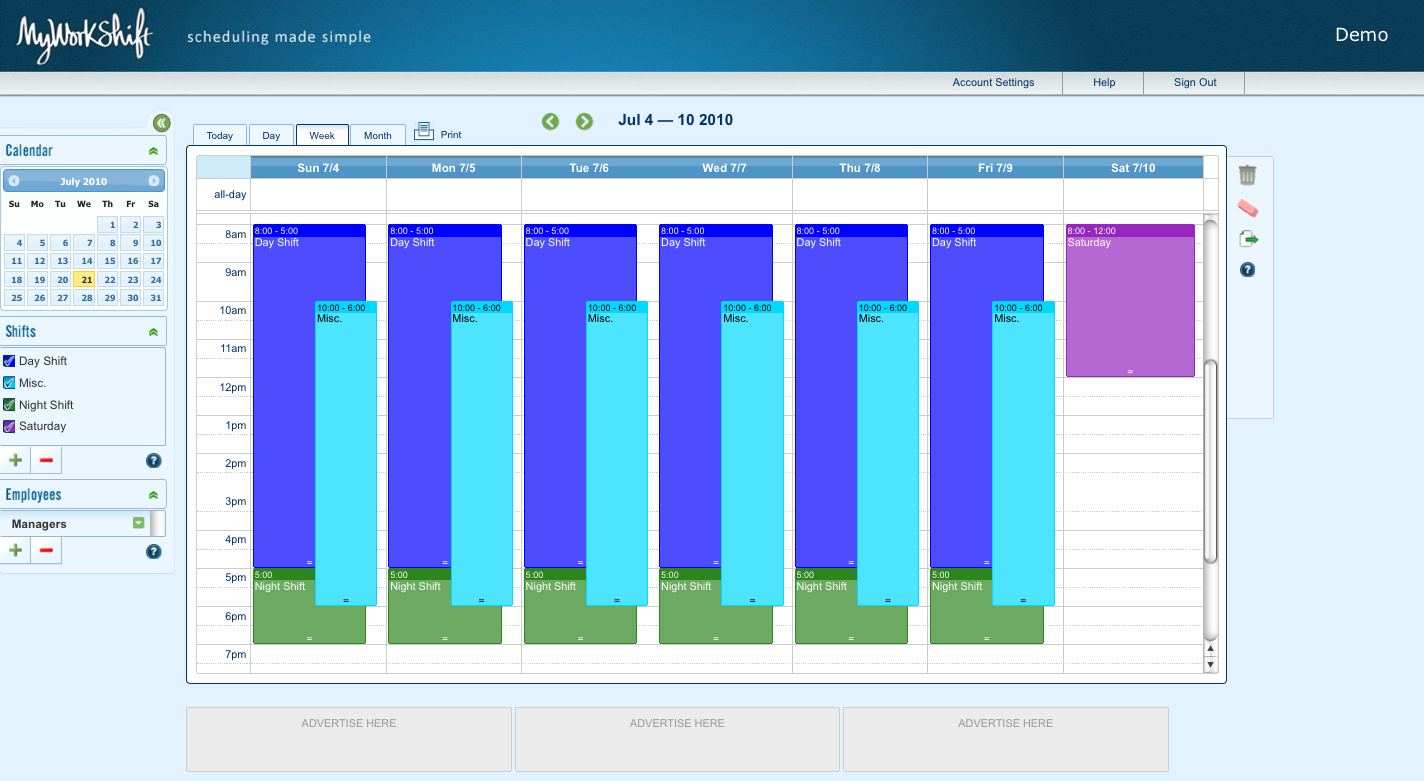 MyWorkShift
scheduling made simple
Demo
Account Settings Help Sign Out
Today Day Week Month Print
Jul 4 — 10 2010
Calendar
July 2010
Su Mo Tu We Th Fr Sa
1 2 3
4 5 6 7 8 9 10
11 12 13 14 15 16 17
18 19 20 21 22 23 24
25 26 27 28 29 30 31
Shifts
Day Shift
Misc.
Night Shift
Saturday
Employees
Managers
Sun 7/4 Mon 7/5 Tue 7/6 Wed 7/7 Thu 7/8 Fri 7/9 Sat 7/10
all-day
8am
8:00 - 5:00 8:00 - 5:00 8:00 - 5:00 8:00 - 5:00 8:00 - 5:00 8:00 - 5:00 8:00 - 12:00
Day Shift Day Shift Day Shift Day Shift Day Shift Day Shift Saturday
9am
10am
10:00 - 6:00 10:00 - 6:00 10:00 - 6:00 10:00 - 6:00 10:00 - 6:00 10:00 - 6:00
Misc. Misc. Misc. Misc. Misc. Misc.
11am
12pm
1pm
2pm
3pm
4pm
5pm
5:00 5:00 5:00 5:00 5:00 5:00
Night Shift Night Shift Night Shift Night Shift Night Shift Night Shift
6pm
7pm
ADVERTISE HERE ADVERTISE HERE ADVERTISE HERE